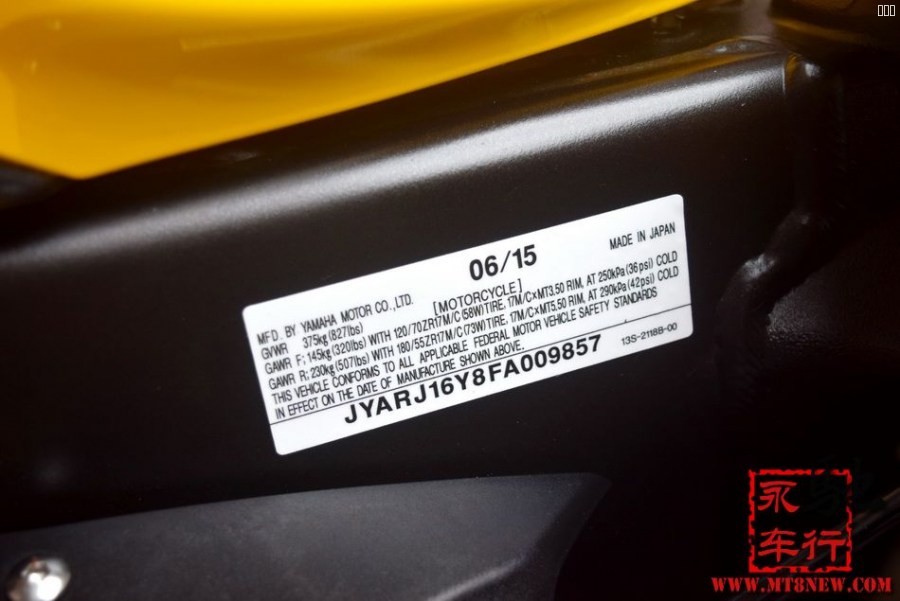 06/15
MADE IN JAPAN
MFD. BY YAMAHA MOTOR CO., LTD.
[MOTORCYCLE]
GVWR 375kg (827lbs)
GAWR F; 145kg (320lbs) WITH 120/70ZR17M/C (58W) TIRE, 17M/C×MT3.50 RIM, AT 250kPa (36psi) COLD
GAWR R; 230kg (507lbs) WITH 180/55ZR17M/C (73W) TIRE, 17M/C×MT5.50 RIM, AT 290kPa (42psi) COLD
THIS VEHICLE CONFORMS TO ALL APPLICABLE FEDERAL MOTOR VEHICLE SAFETY STANDARDS
IN EFFECT ON THE DATE OF MANUFACTURE SHOWN ABOVE.
JYARJ16Y8FA009857
13S-2118B-00
永
车行
WWW.MT8NEW.COM